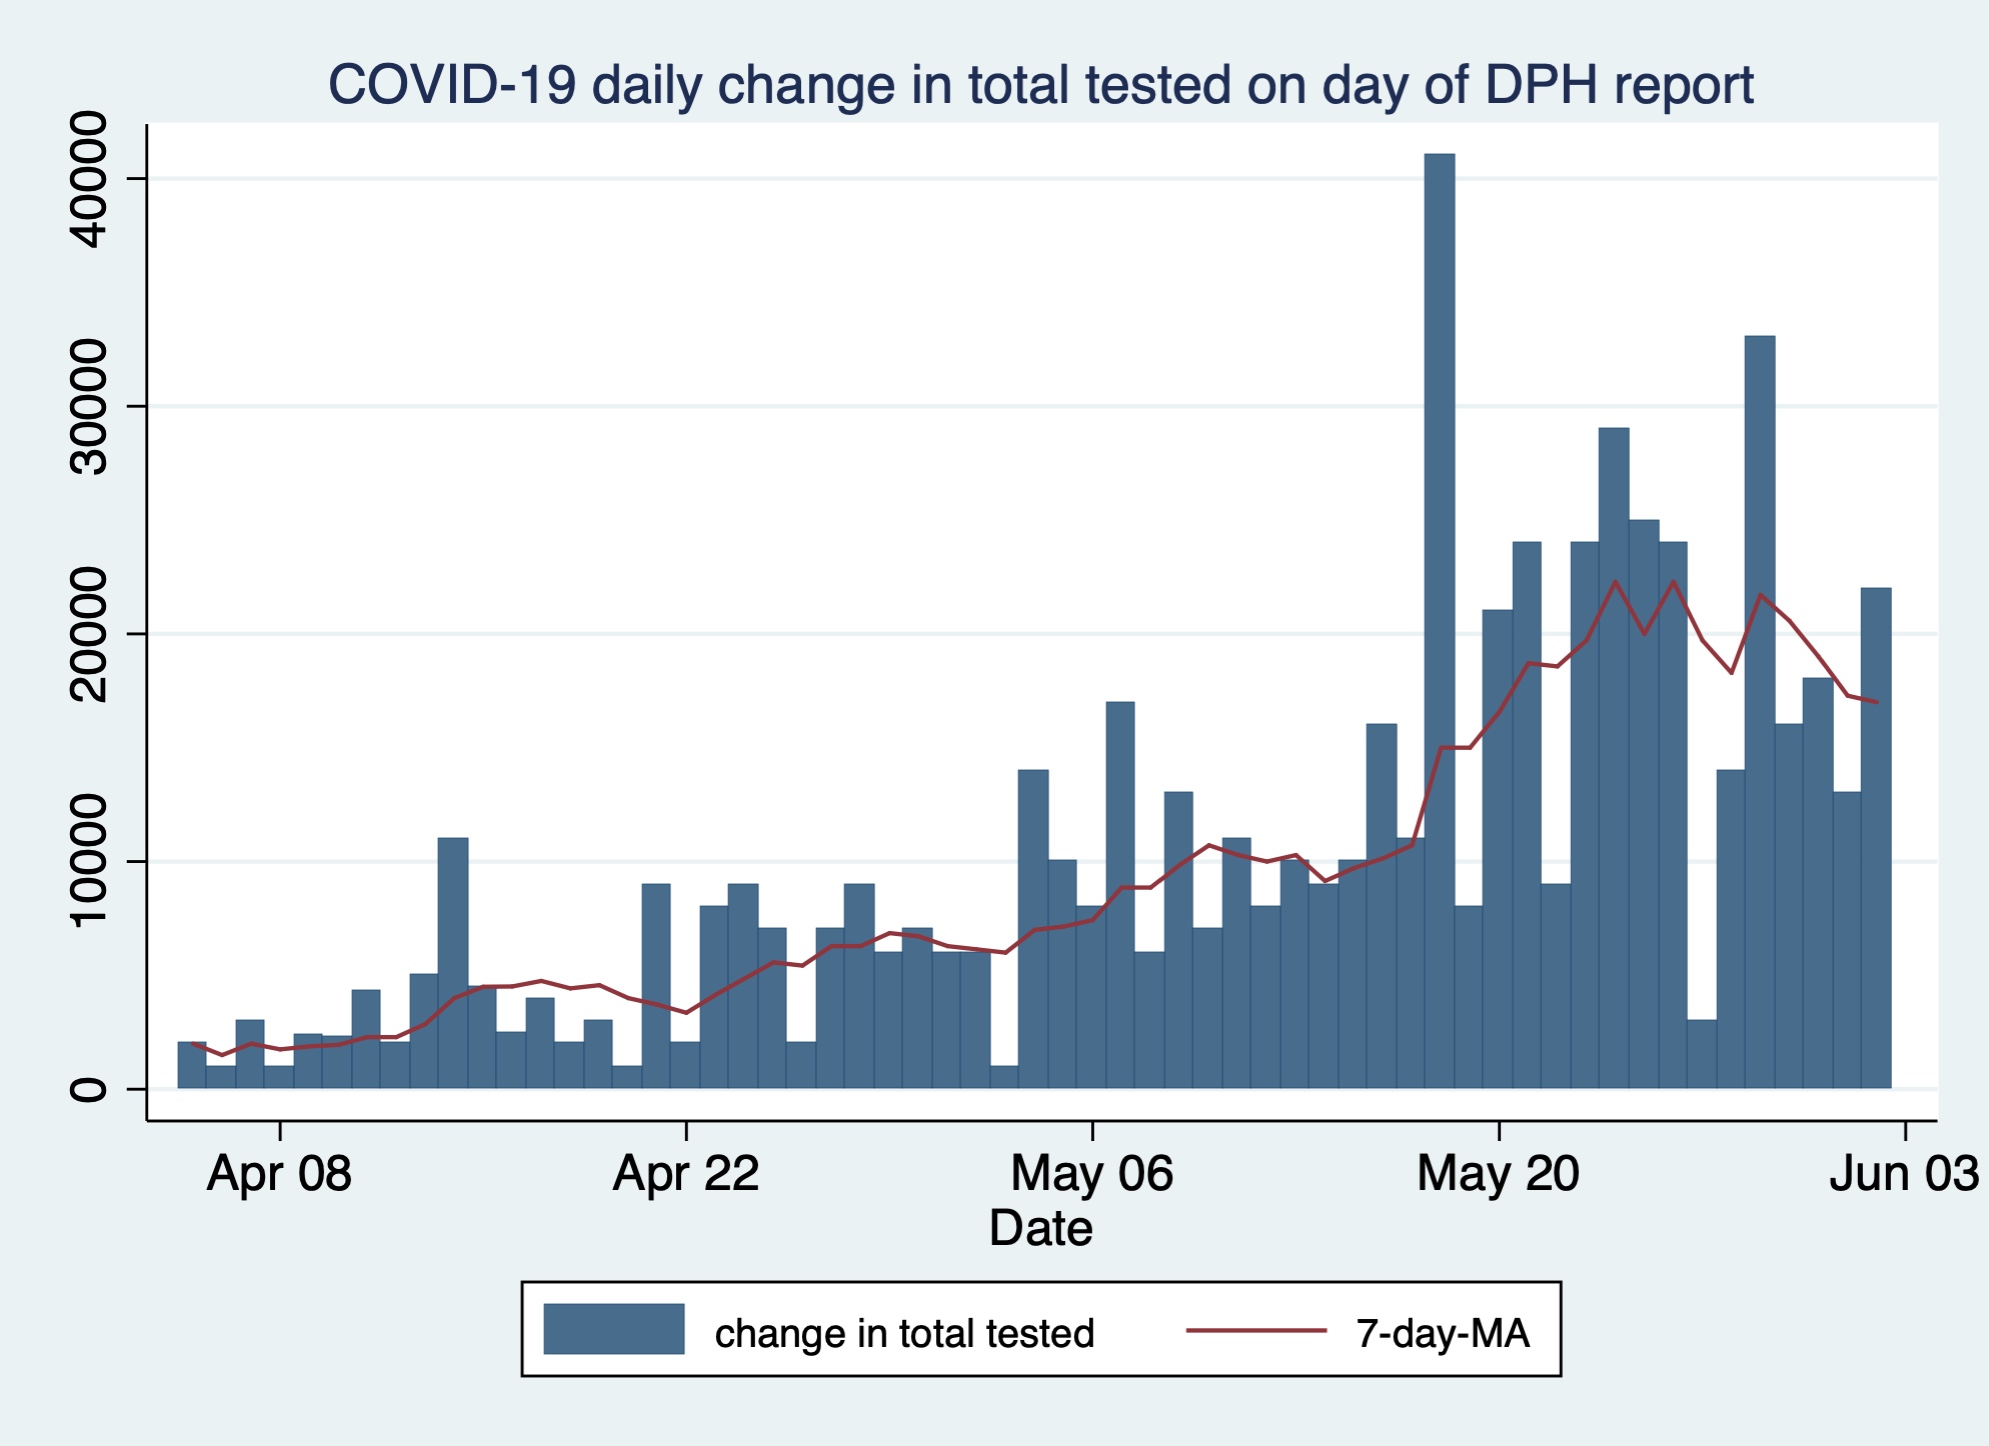 COVID-19 daily change in total tested on day of DPH report
40000
30000
20000
10000
0
Apr 08
Apr 22
May 06
May 20
Jun 03
Date
change in total tested
7-day-MA